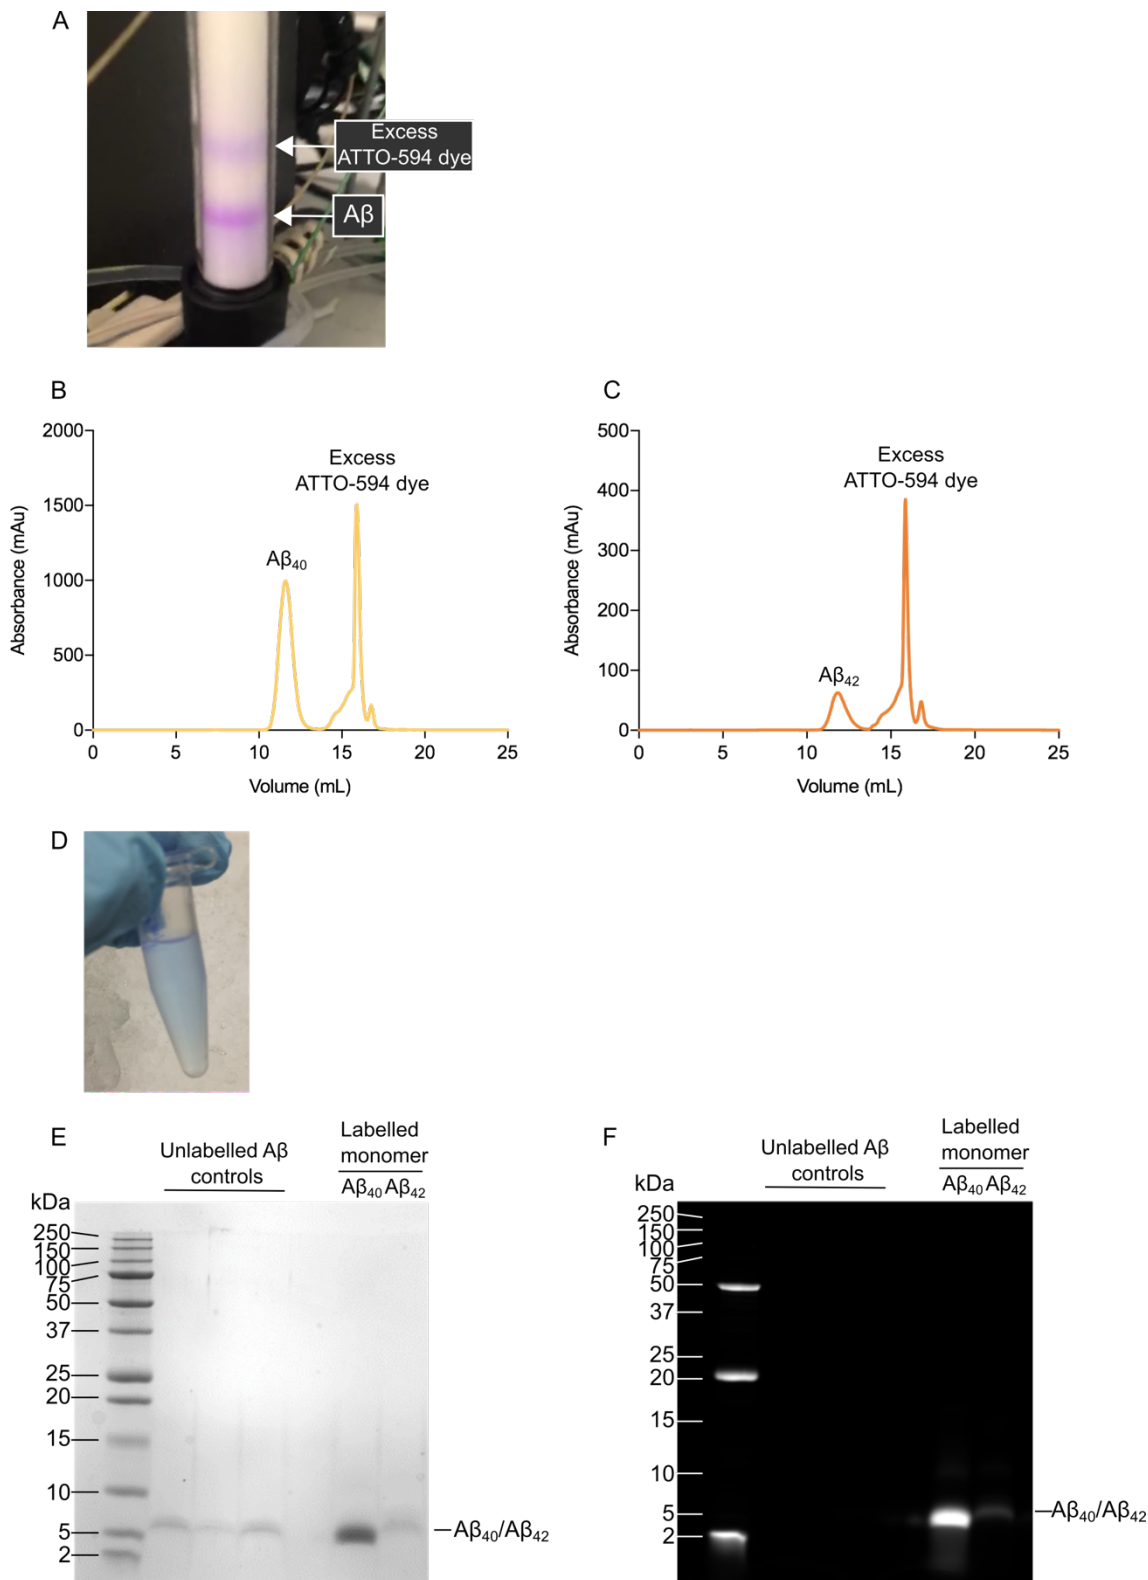 A
Excess
ATTO-594 dye
Aβ
B
2000
1500
1000
500
0
Absorbance (mAu)
Aβ₄₀
Excess
ATTO-594 dye
0 5 10 15 20 25
Volume (mL)
C
500
400
300
200
100
0
Absorbance (mAu)
Aβ₄₂
Excess
ATTO-594 dye
0 5 10 15 20 25
Volume (mL)
D
E
Unlabelled Aβ
controls
Labelled
monomer
Aβ₄₀ Aβ₄₂
kDa
250
150
100
75
50
37
25
20
15
10
5
2
Aβ₄₀/Aβ₄₂
F
Unlabelled Aβ
controls
Labelled
monomer
Aβ₄₀ Aβ₄₂
kDa
250
150
100
75
50
37
25
20
15
10
5
2
Aβ₄₀/Aβ₄₂